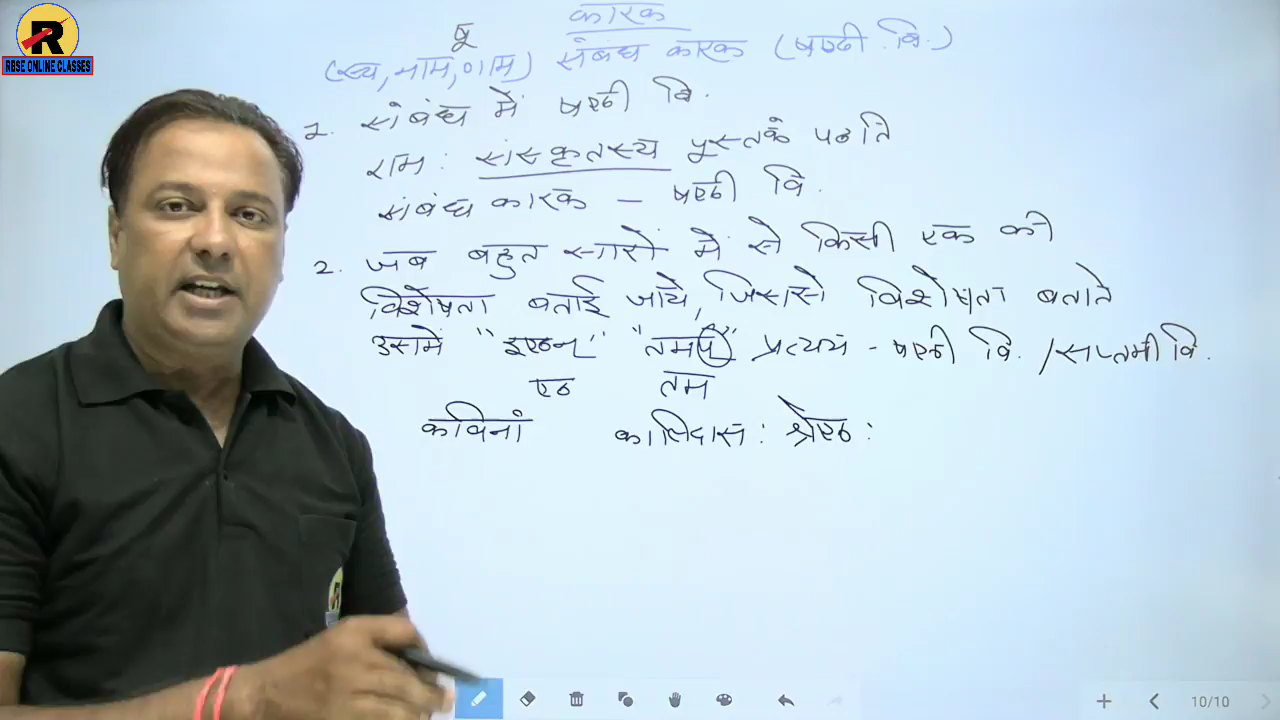 R
RBSE ONLINE CLASSES
कारक
(स्य, नाम, णाम) संबंध कारक (षष्ठी वि.)
1. संबंध में षष्ठी वि.
राम: संस्कृतस्य पुस्तकं पठति
संबंध कारक – षष्ठी वि.
2. जब बहुत सारों में से किसी एक की
विशेषता बताई जाये, जिससे विशेषता बताते
उसमें "इष्ठन्" "तमप्" प्रत्यय - षष्ठी वि. / सप्तमी वि.
ष्ठ तम
कविनां कालिदास: श्रेष्ठ:
10/10